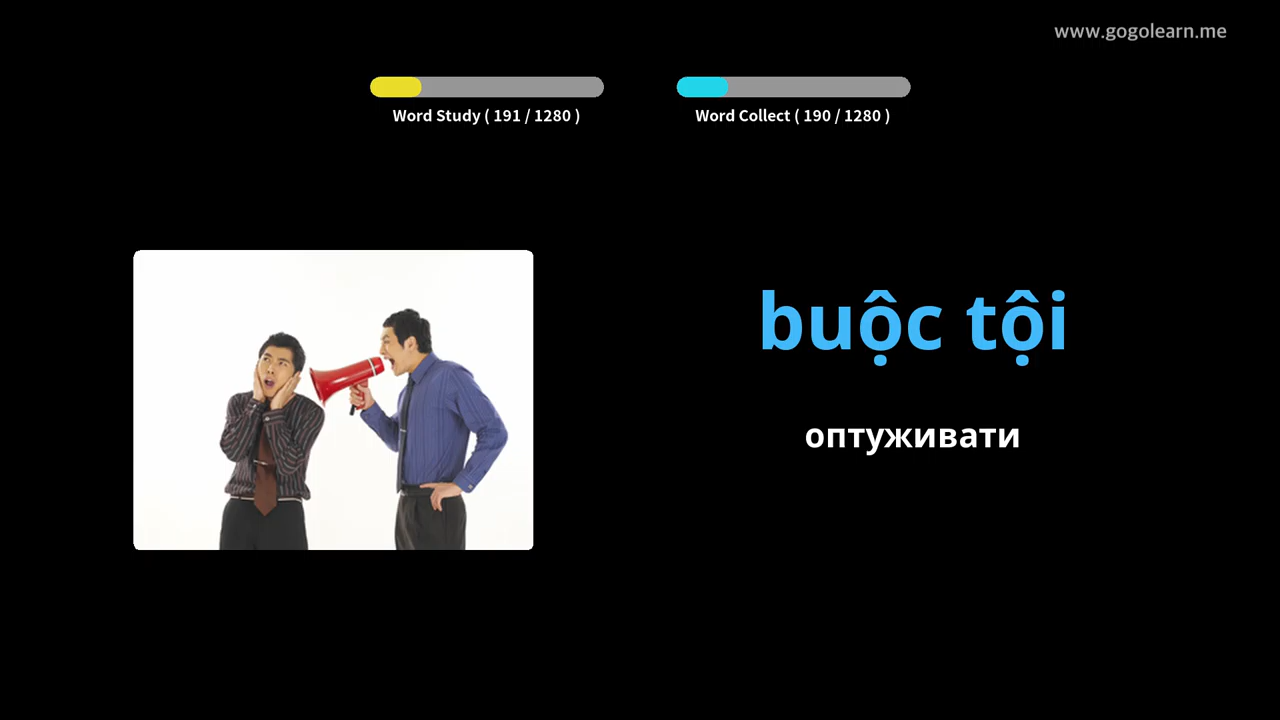 www.gogolearn.me
Word Study ( 191 / 1280 )
Word Collect ( 190 / 1280 )
buộc tội
оптуживати